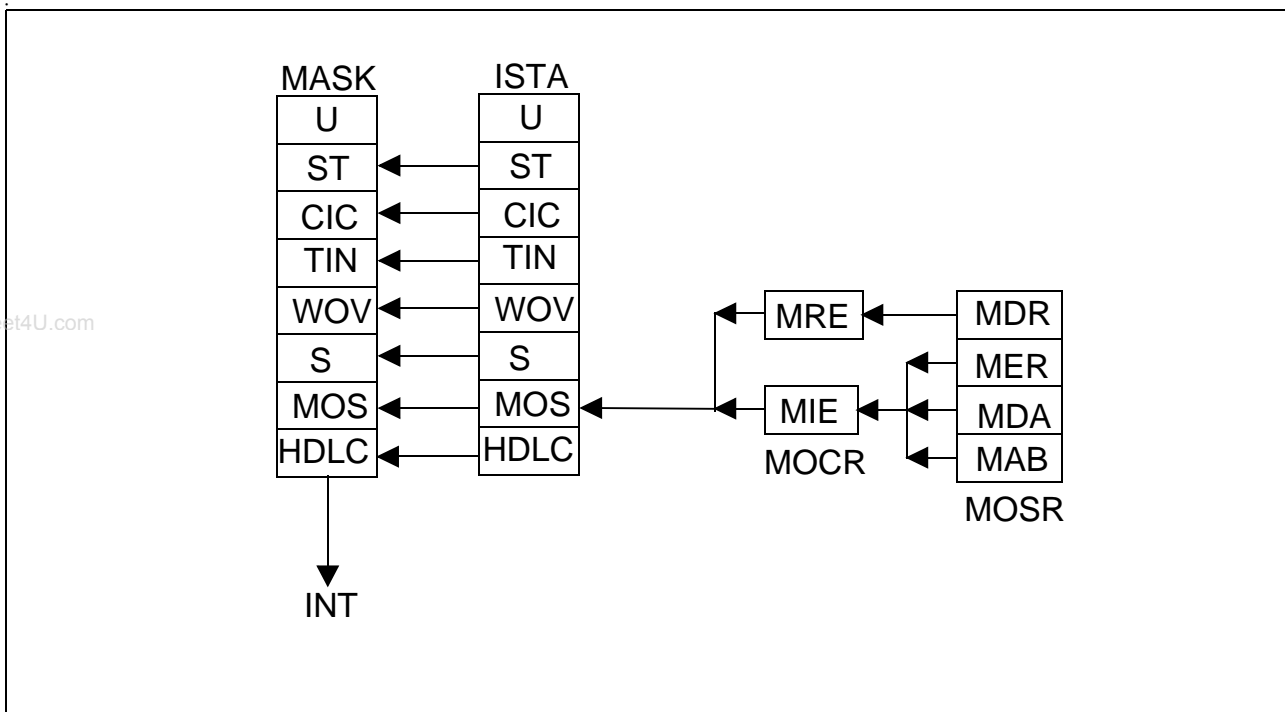 MASK ISTA
U U
ST ST
CIC CIC
TIN TIN
WOV WOV MRE MDR
et4U.com
S S MER
MOS MOS MIE MDA
HDLC HDLC MOCR MAB
MOSR
INT